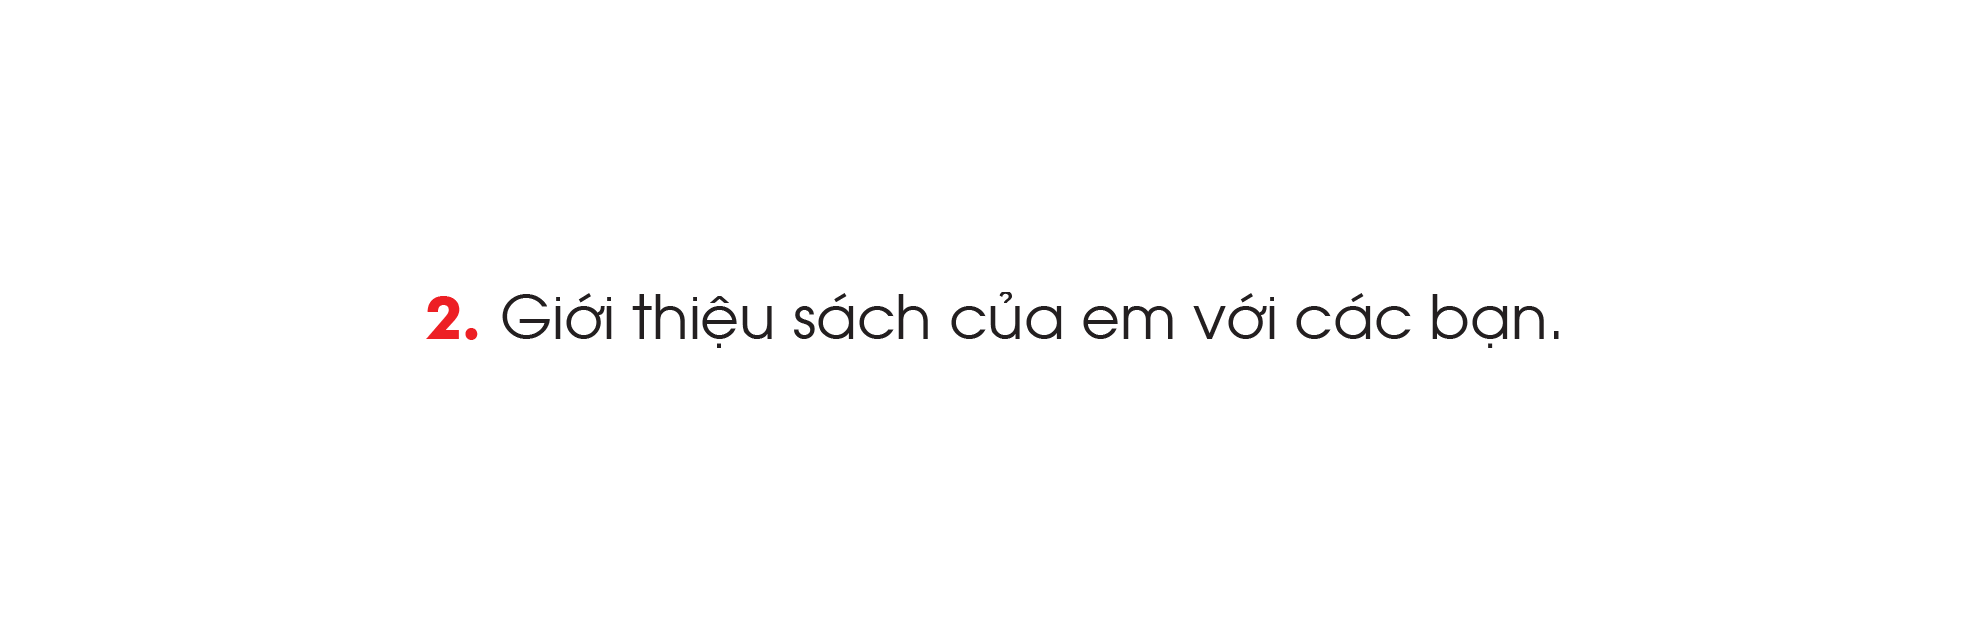 2. Giới thiệu sách của em với các bạn.